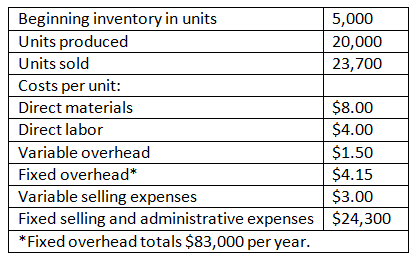 Beginning inventory in units 5,000
Units produced 20,000
Units sold 23,700
Costs per unit:
Direct materials $8.00
Direct labor $4.00
Variable overhead $1.50
Fixed overhead* $4.15
Variable selling expenses $3.00
Fixed selling and administrative expenses $24,300
*Fixed overhead totals $83,000 per year.